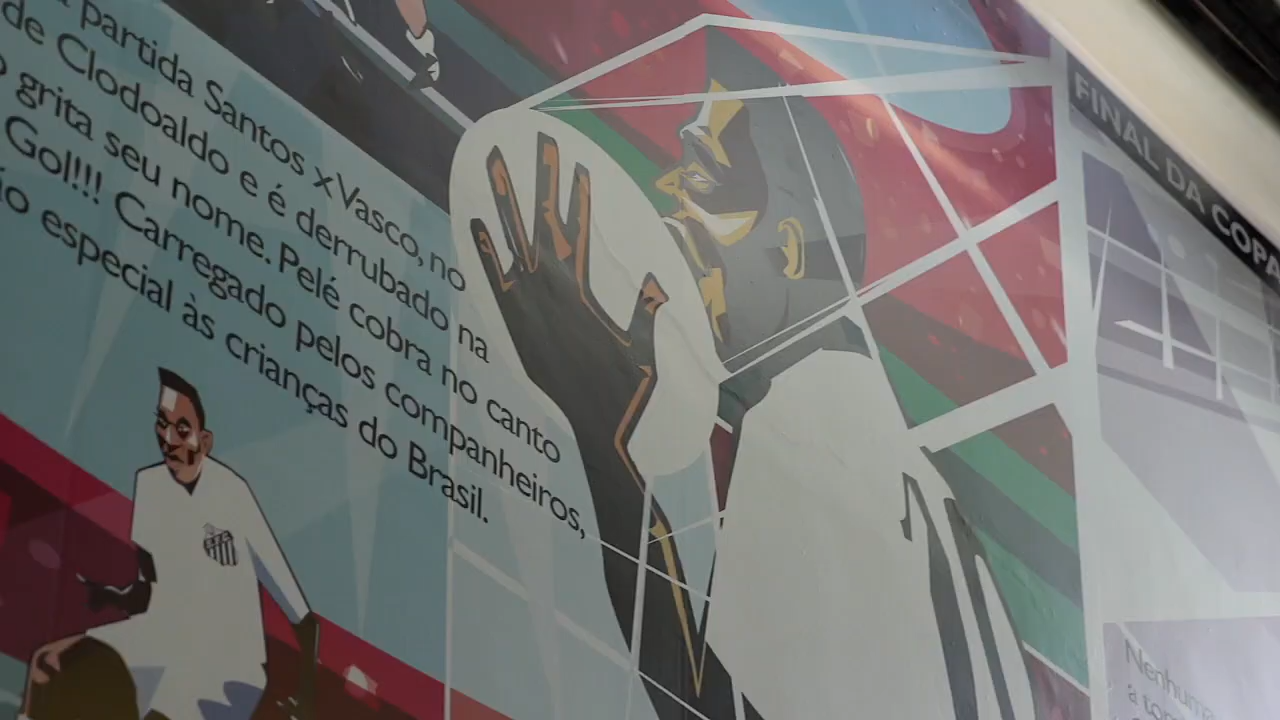 partida Santos x Vasco, no
de Clodoaldo e é derrubado na
grita seu nome. Pelé cobra no canto
Gol!!! Carregado pelos companheiros,
especial às crianças do Brasil.
FINAL DA COPA
Nenhuma
a